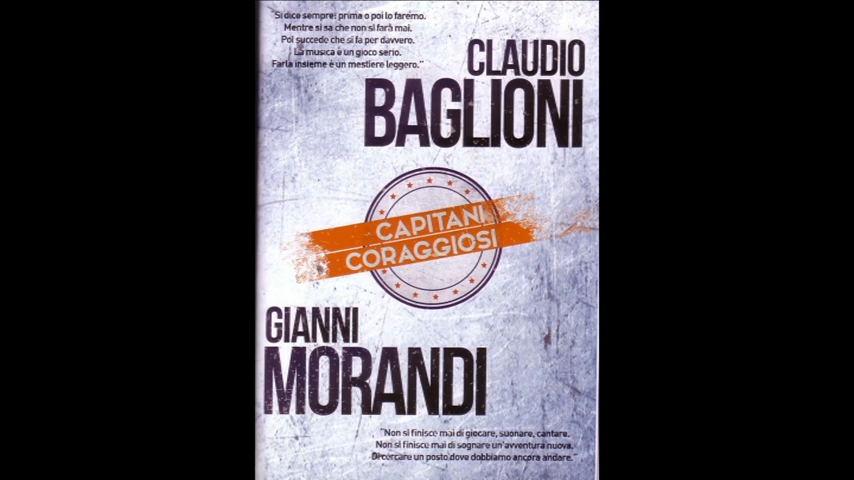 "Si dice sempre: prima o poi lo faremo.
Mentre si sa che non si farà mai.
Poi succede che si fa per davvero.
La musica è un gioco serio.
Farla insieme è un mestiere leggero."
CLAUDIO
BAGLIONI
CAPITANI
CORAGGIOSI
GIANNI
MORANDI
"Non si finisce mai di giocare, suonare, cantare.
Non si finisce mai di sognare un'avventura nuova.
Di cercare un posto dove dobbiamo ancora andare."